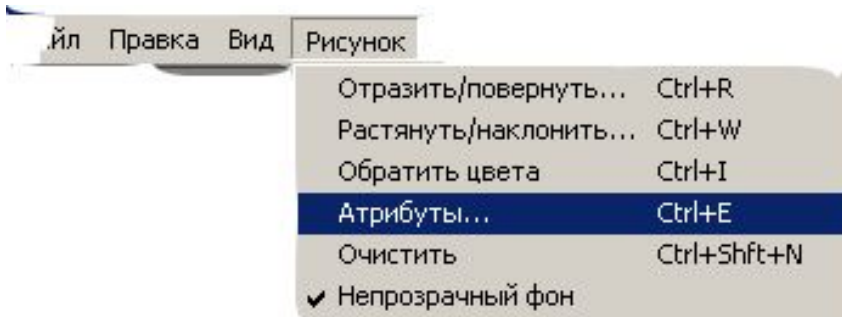 йл Правка Вид Рисунок
Отразить/повернуть... Ctrl+R
Растянуть/наклонить... Ctrl+W
Обратить цвета Ctrl+I
Атрибуты... Ctrl+E
Очистить Ctrl+Shft+N
✔ Непрозрачный фон